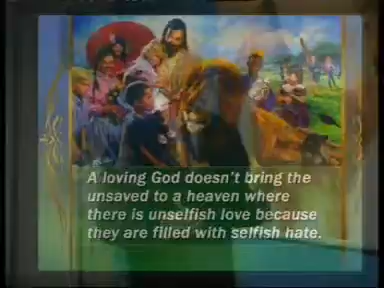 A loving God doesn't bring the
unsaved to a heaven where
there is unselfish love because
they are filled with selfish hate.